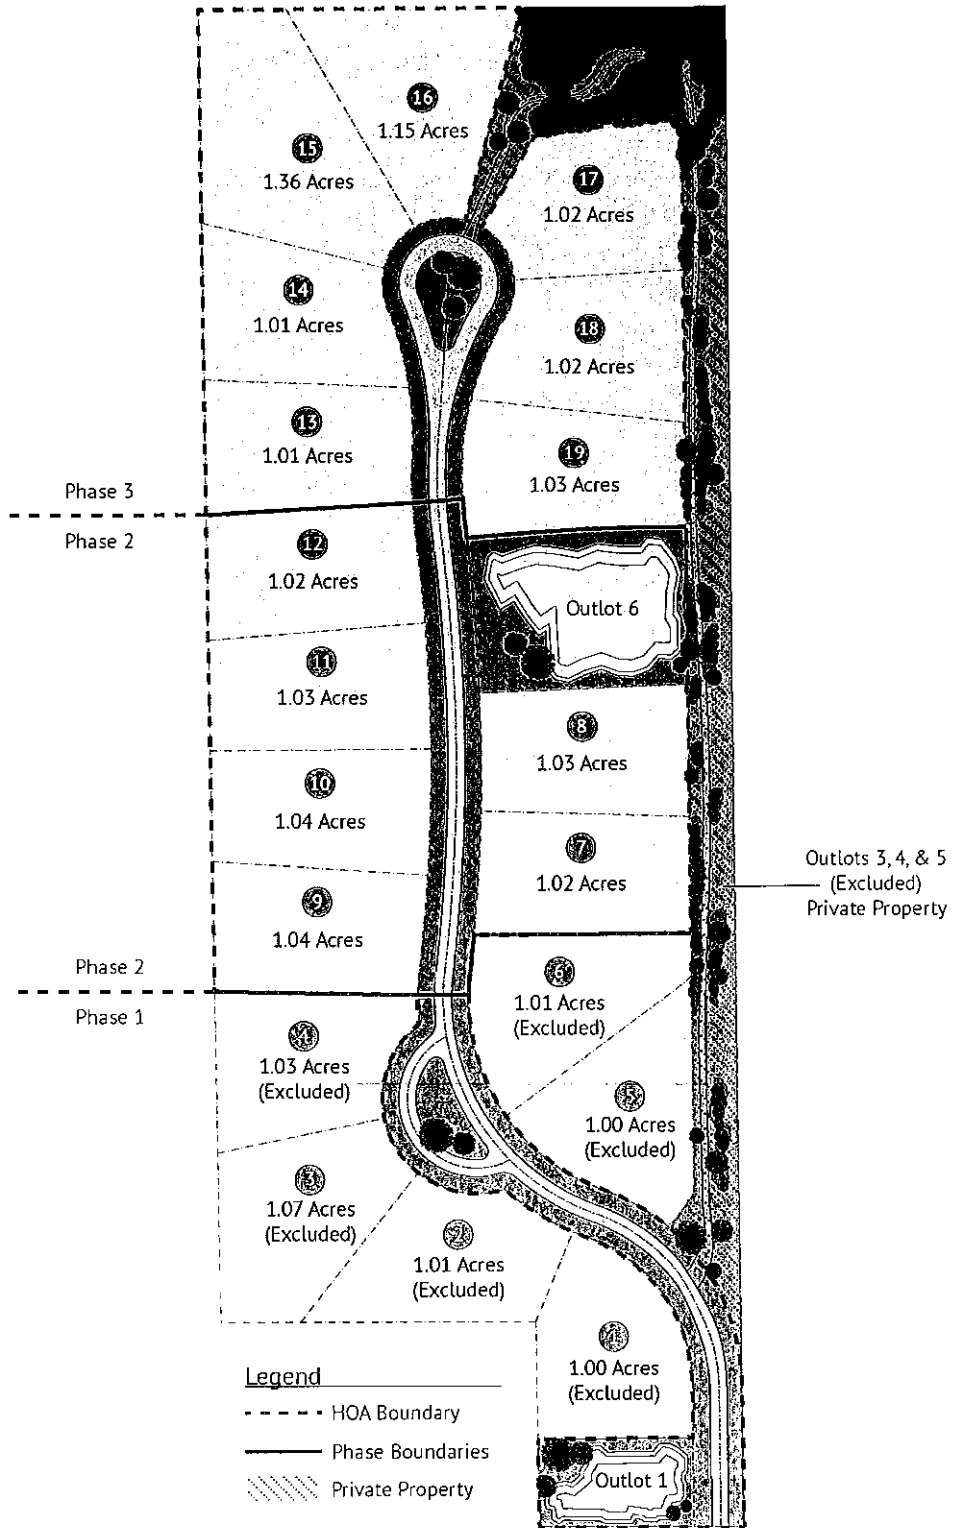 16
1.15 Acres
15
1.36 Acres
17
1.02 Acres
14
1.01 Acres
18
1.02 Acres
13
1.01 Acres
19
1.03 Acres
Phase 3
Phase 2
12
1.02 Acres
Outlot 6
11
1.03 Acres
8
1.03 Acres
10
1.04 Acres
7
1.02 Acres
Outlots 3, 4, & 5
(Excluded)
Private Property
9
1.04 Acres
Phase 2
Phase 1
6
1.01 Acres
(Excluded)
4
1.03 Acres
(Excluded)
5
1.00 Acres
(Excluded)
3
1.07 Acres
(Excluded)
2
1.01 Acres
(Excluded)
1
1.00 Acres
(Excluded)
Legend
HOA Boundary
Phase Boundaries
Private Property
Outlot 1